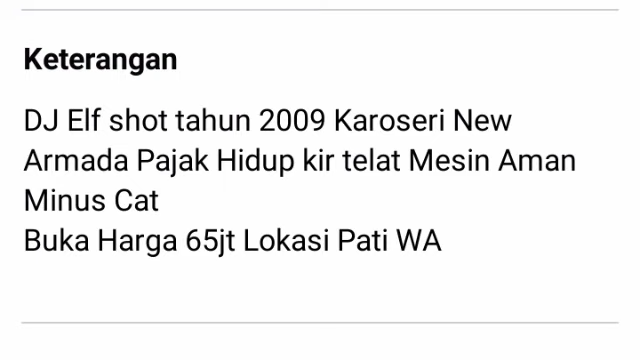 Keterangan
DJ Elf shot tahun 2009 Karoseri New
Armada Pajak Hidup kir telat Mesin Aman
Minus Cat
Buka Harga 65jt Lokasi Pati WA